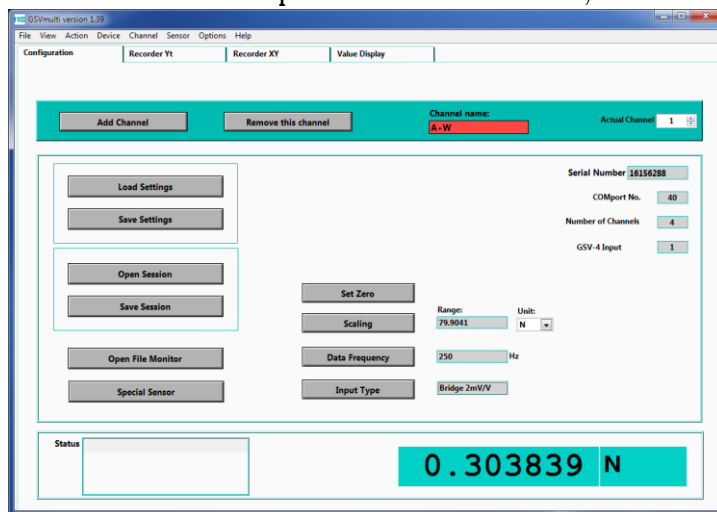 GSVmulti version 1.39
File View Action Device Channel Sensor Options Help
Configuration Recorder Yt Recorder XY Value Display
Channel name:
Add Channel Remove this channel A+W Actual Channel 1
Serial Number 16156288
Load Settings
COMport No. 40
Save Settings
Number of Channels 4
GSV-4 Input 1
Open Session
Set Zero
Save Session
Range: Unit:
Scaling 79.9041 N
Open File Monitor Data Frequency 250 Hz
Special Sensor Input Type Bridge 2mV/V
Status
0.303839 N